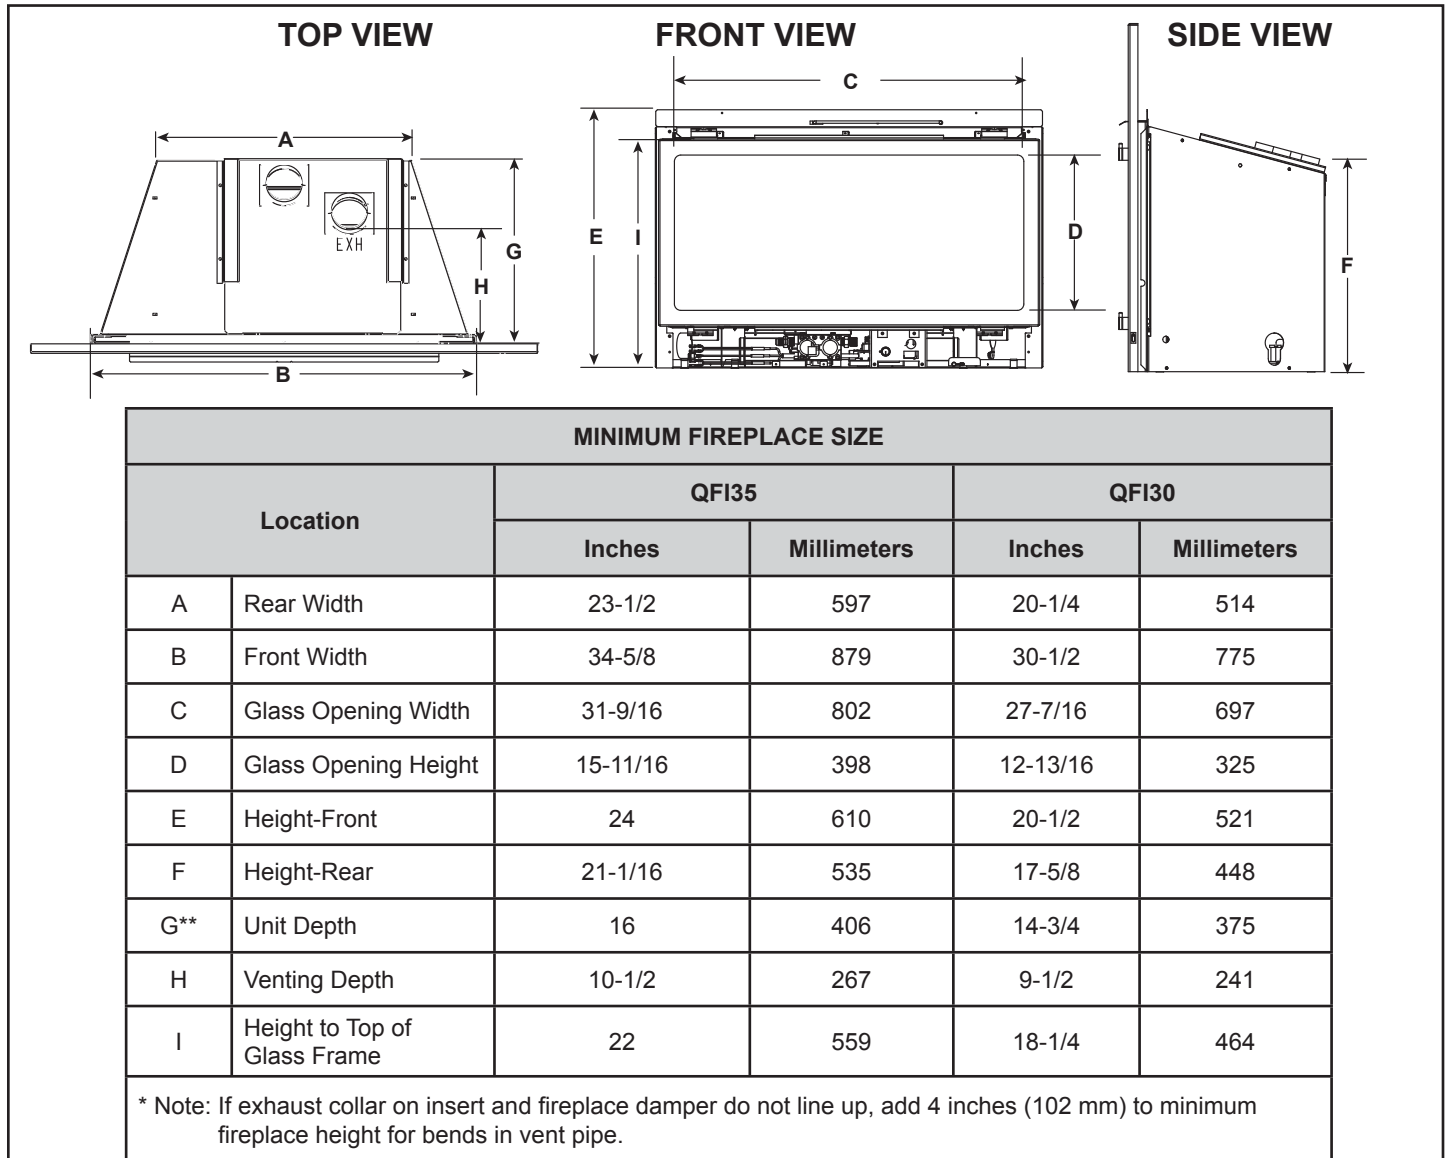 TOP VIEW FRONT VIEW SIDE VIEW
C
A
E I D
G
H
F
EXH
B
MINIMUM FIREPLACE SIZE
Location QFI35 QFI30
Inches Millimeters Inches Millimeters
A Rear Width 23-1/2 597 20-1/4 514
B Front Width 34-5/8 879 30-1/2 775
C Glass Opening Width 31-9/16 802 27-7/16 697
D Glass Opening Height 15-11/16 398 12-13/16 325
E Height-Front 24 610 20-1/2 521
F Height-Rear 21-1/16 535 17-5/8 448
G** Unit Depth 16 406 14-3/4 375
H Venting Depth 10-1/2 267 9-1/2 241
I Height to Top of
Glass Frame 22 559 18-1/4 464
* Note: If exhaust collar on insert and fireplace damper do not line up, add 4 inches (102 mm) to minimum
fireplace height for bends in vent pipe.